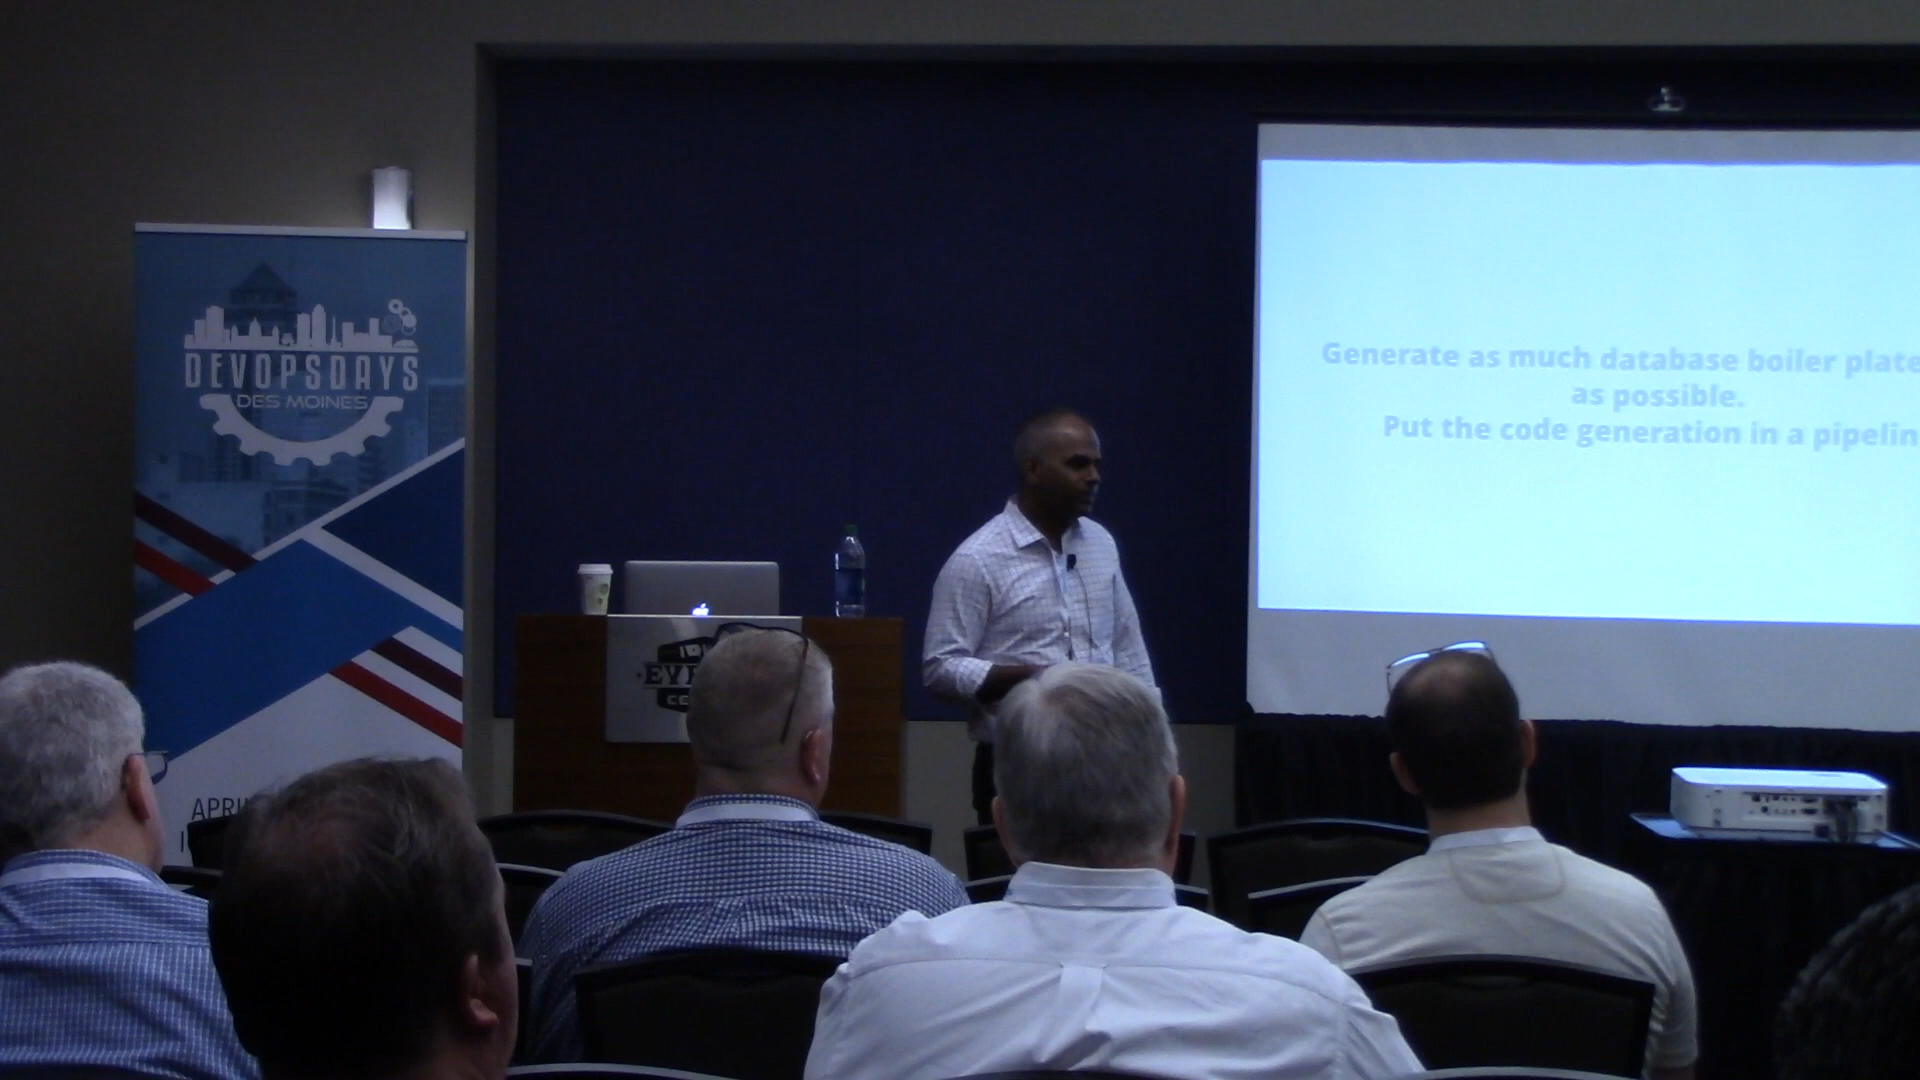 DEVOPSDAYS
DES MOINES
Generate as much database boiler plate
as possible.
Put the code generation in a pipelin